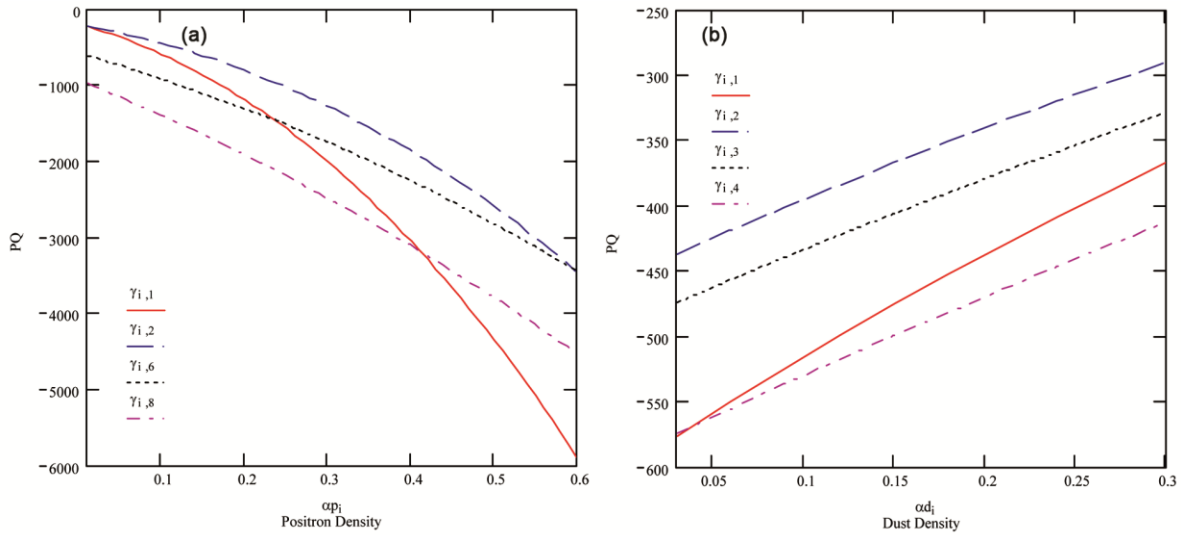 (a)
PQ
0
−1000
−2000
−3000
−4000
−5000
−6000
γi ,1
γi ,2
γi ,6
γi ,8
0.1
0.2
0.3
0.4
0.5
0.6
αpi
Positron Density
(b)
PQ
−250
−300
−350
−400
−450
−500
−550
−600
γi ,1
γi ,2
γi ,3
γi ,4
0.05
0.1
0.15
0.2
0.25
0.3
αdi
Dust Density